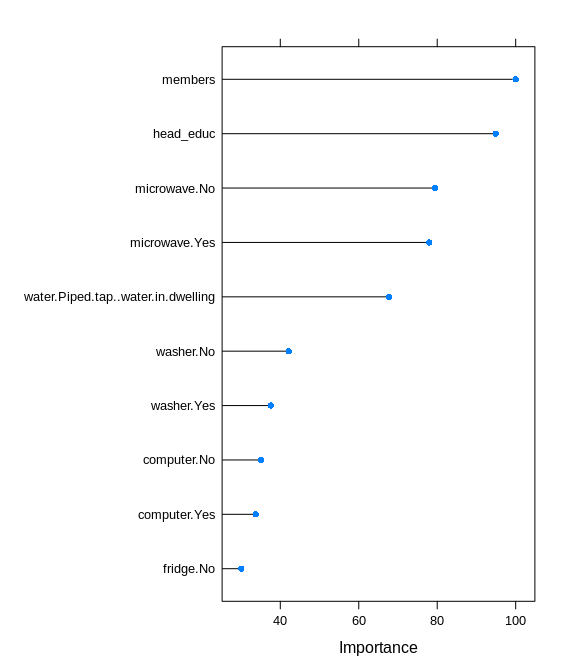 members
head_educ
microwave.No
microwave.Yes
water.Piped.tap..water.in.dwelling
washer.No
washer.Yes
computer.No
computer.Yes
fridge.No
40 60 80 100
Importance